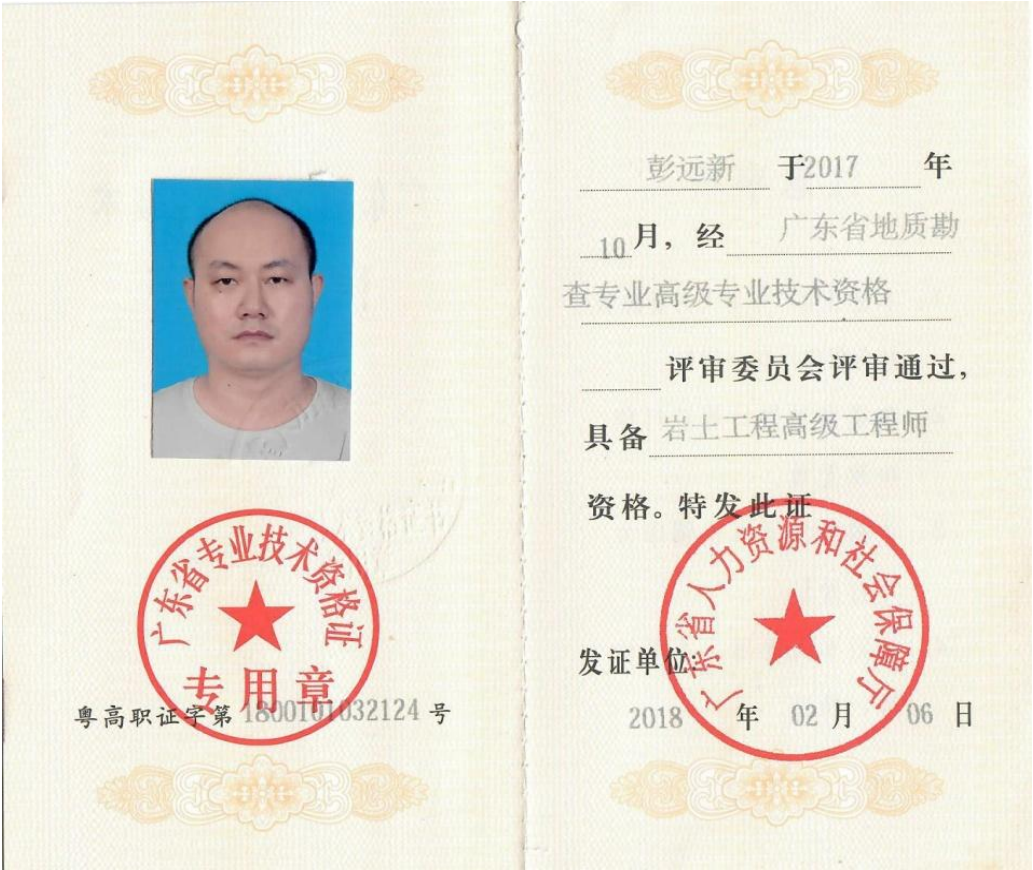 广东省专业技术资格证
专用章
粤高职证字第 1800101032124 号
彭远新 于2017 年
10 月，经 广东省地质勘
查专业高级专业技术资格
评审委员会评审通过，
具备 岩土工程高级工程师
资格。特发此证
广东省人力资源和社会保障厅
发证单位：
2018 年 02 月 06 日